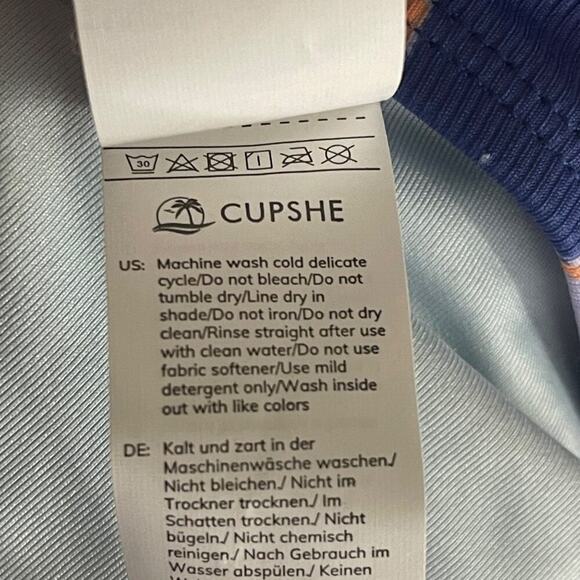 30
CUPSHE
US: Machine wash cold delicate
cycle/Do not bleach/Do not
tumble dry/Line dry in
shade/Do not iron/Do not dry
clean/Rinse straight after use
with clean water/Do not use
fabric softener/Use mild
detergent only/Wash inside
out with like colors
DE: Kalt und zart in der
Maschinenwäsche waschen./
Nicht bleichen./ Nicht im
Trockner trocknen./ Im
Schatten trocknen./ Nicht
bügeln./ Nicht chemisch
reinigen./ Nach Gebrauch im
Wasser abspülen./ Keinen